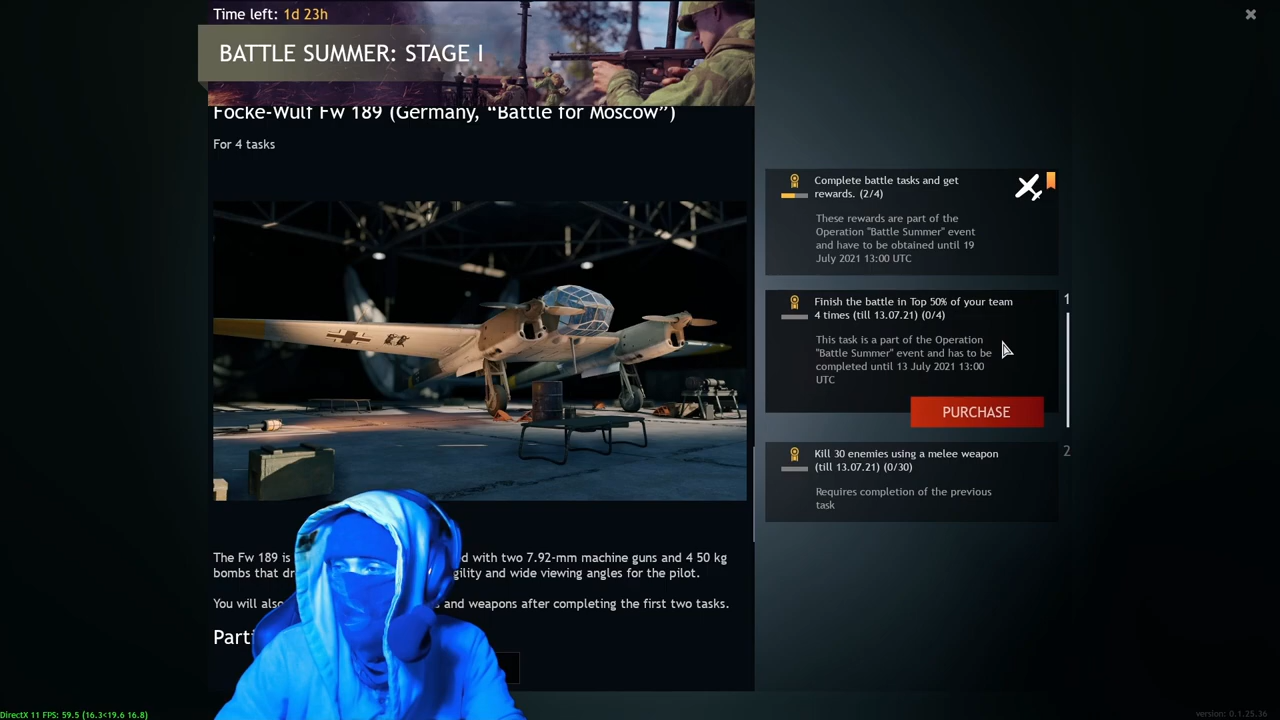 Time left: 1d 23h
BATTLE SUMMER: STAGE I
Focke-Wulf Fw 189 (Germany, “Battle for Moscow”)
For 4 tasks
The Fw 189 is
d with two 7.92-mm machine guns and 4 50 kg
bombs that
and wide viewing angles for the pilot.
You will
and weapons after completing the first two tasks.
Complete battle tasks and get
rewards. (2/4)
These rewards are part of the
Operation "Battle Summer" event
and have to be obtained until 19
July 2021 13:00 UTC
Finish the battle in Top 50% of your team
4 times (till 13.07.21) (0/4)
This task is a part of the Operation
"Battle Summer" event and has to be
completed until 13 July 2021 13:00
UTC
PURCHASE
1
Kill 30 enemies using a melee weapon
(till 13.07.21) (0/30)
Requires completion of the previous
task
2
DirectX 11 FPS: 59.5 (16.3<19.6 16.8)
version: 0.1.25.36